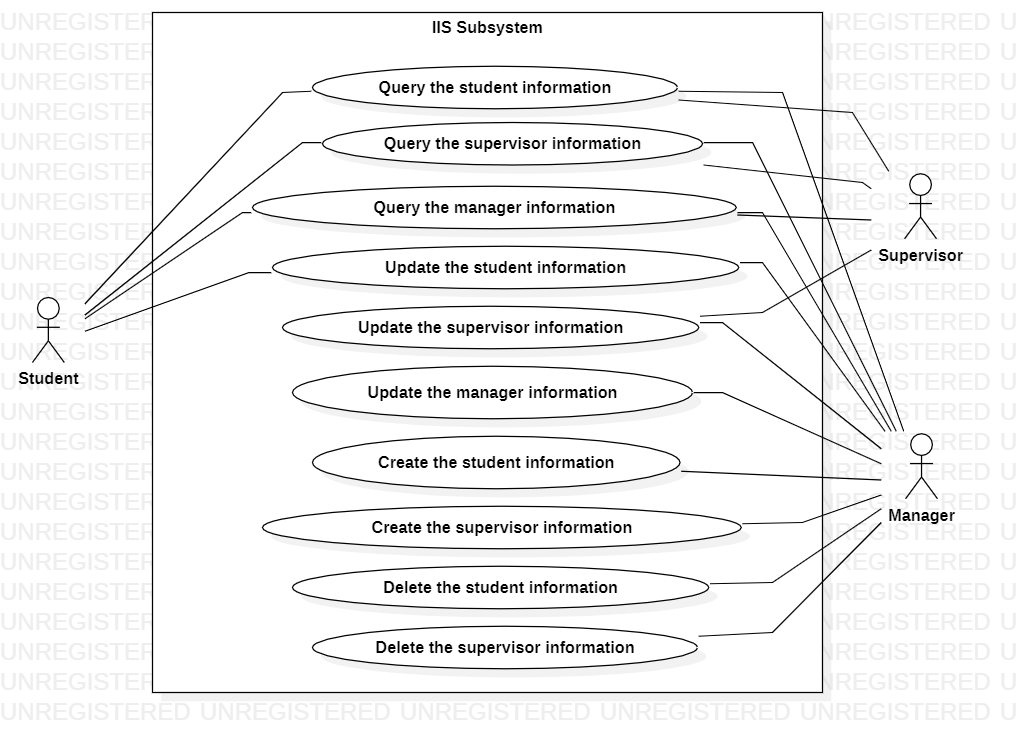 IIS Subsystem
Query the student information
Query the supervisor information
Query the manager information
Update the student information
Supervisor
Update the supervisor information
Student
Update the manager information
Create the student information
Manager
Create the supervisor information
Delete the student information
Delete the supervisor information
UNREGISTERED UNREGISTERED UNREGISTERED UNREGISTERED UNREGISTERED U